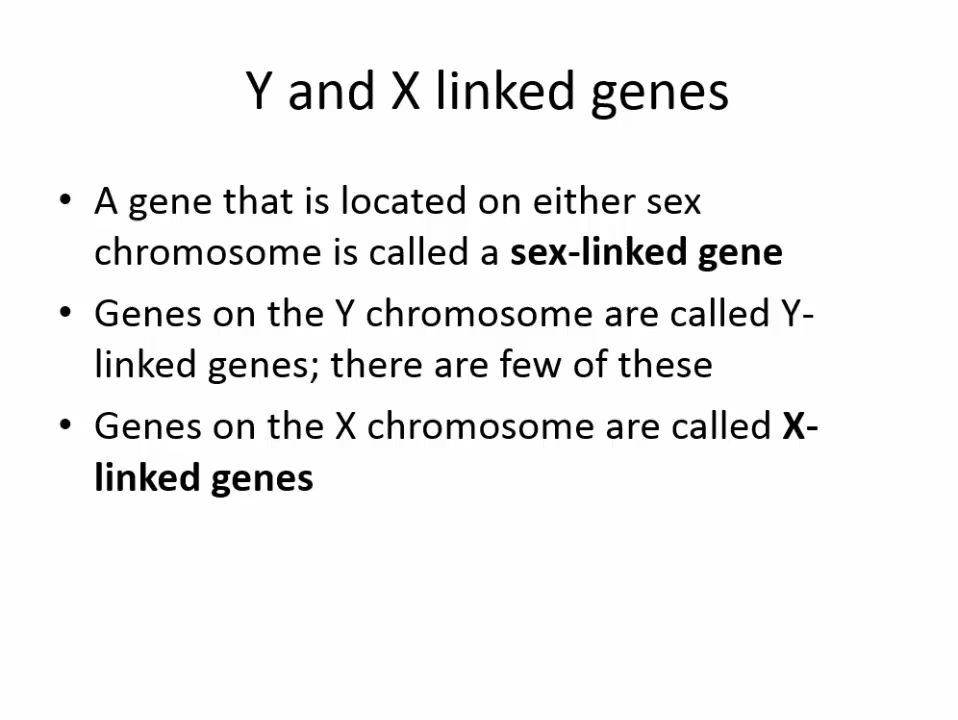 Y and X linked genes
• A gene that is located on either sex
chromosome is called a sex-linked gene
• Genes on the Y chromosome are called Y-
linked genes; there are few of these
• Genes on the X chromosome are called X-
linked genes